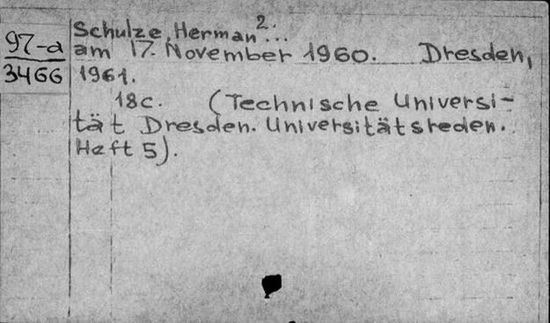 97-a
3466
Schulze, Herman 2. ...
am 17. November 1960. Dresden,
1961.
18c. (Technische Universi-
tät Dresden. Universitätsreden.
Heft 5).